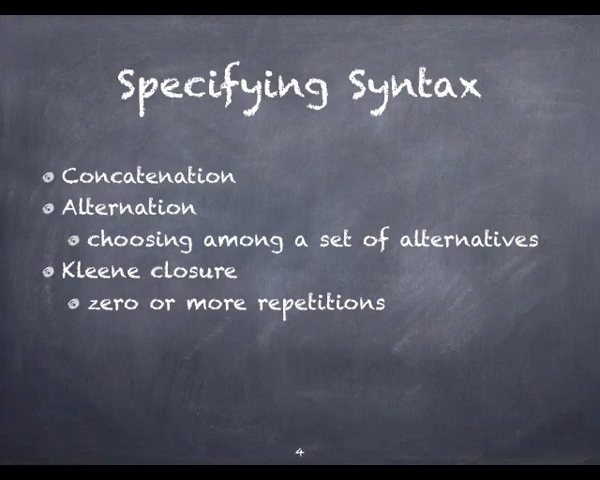 Specifying Syntax
Concatenation
Alternation
choosing among a set of alternatives
Kleene closure
zero or more repetitions
4